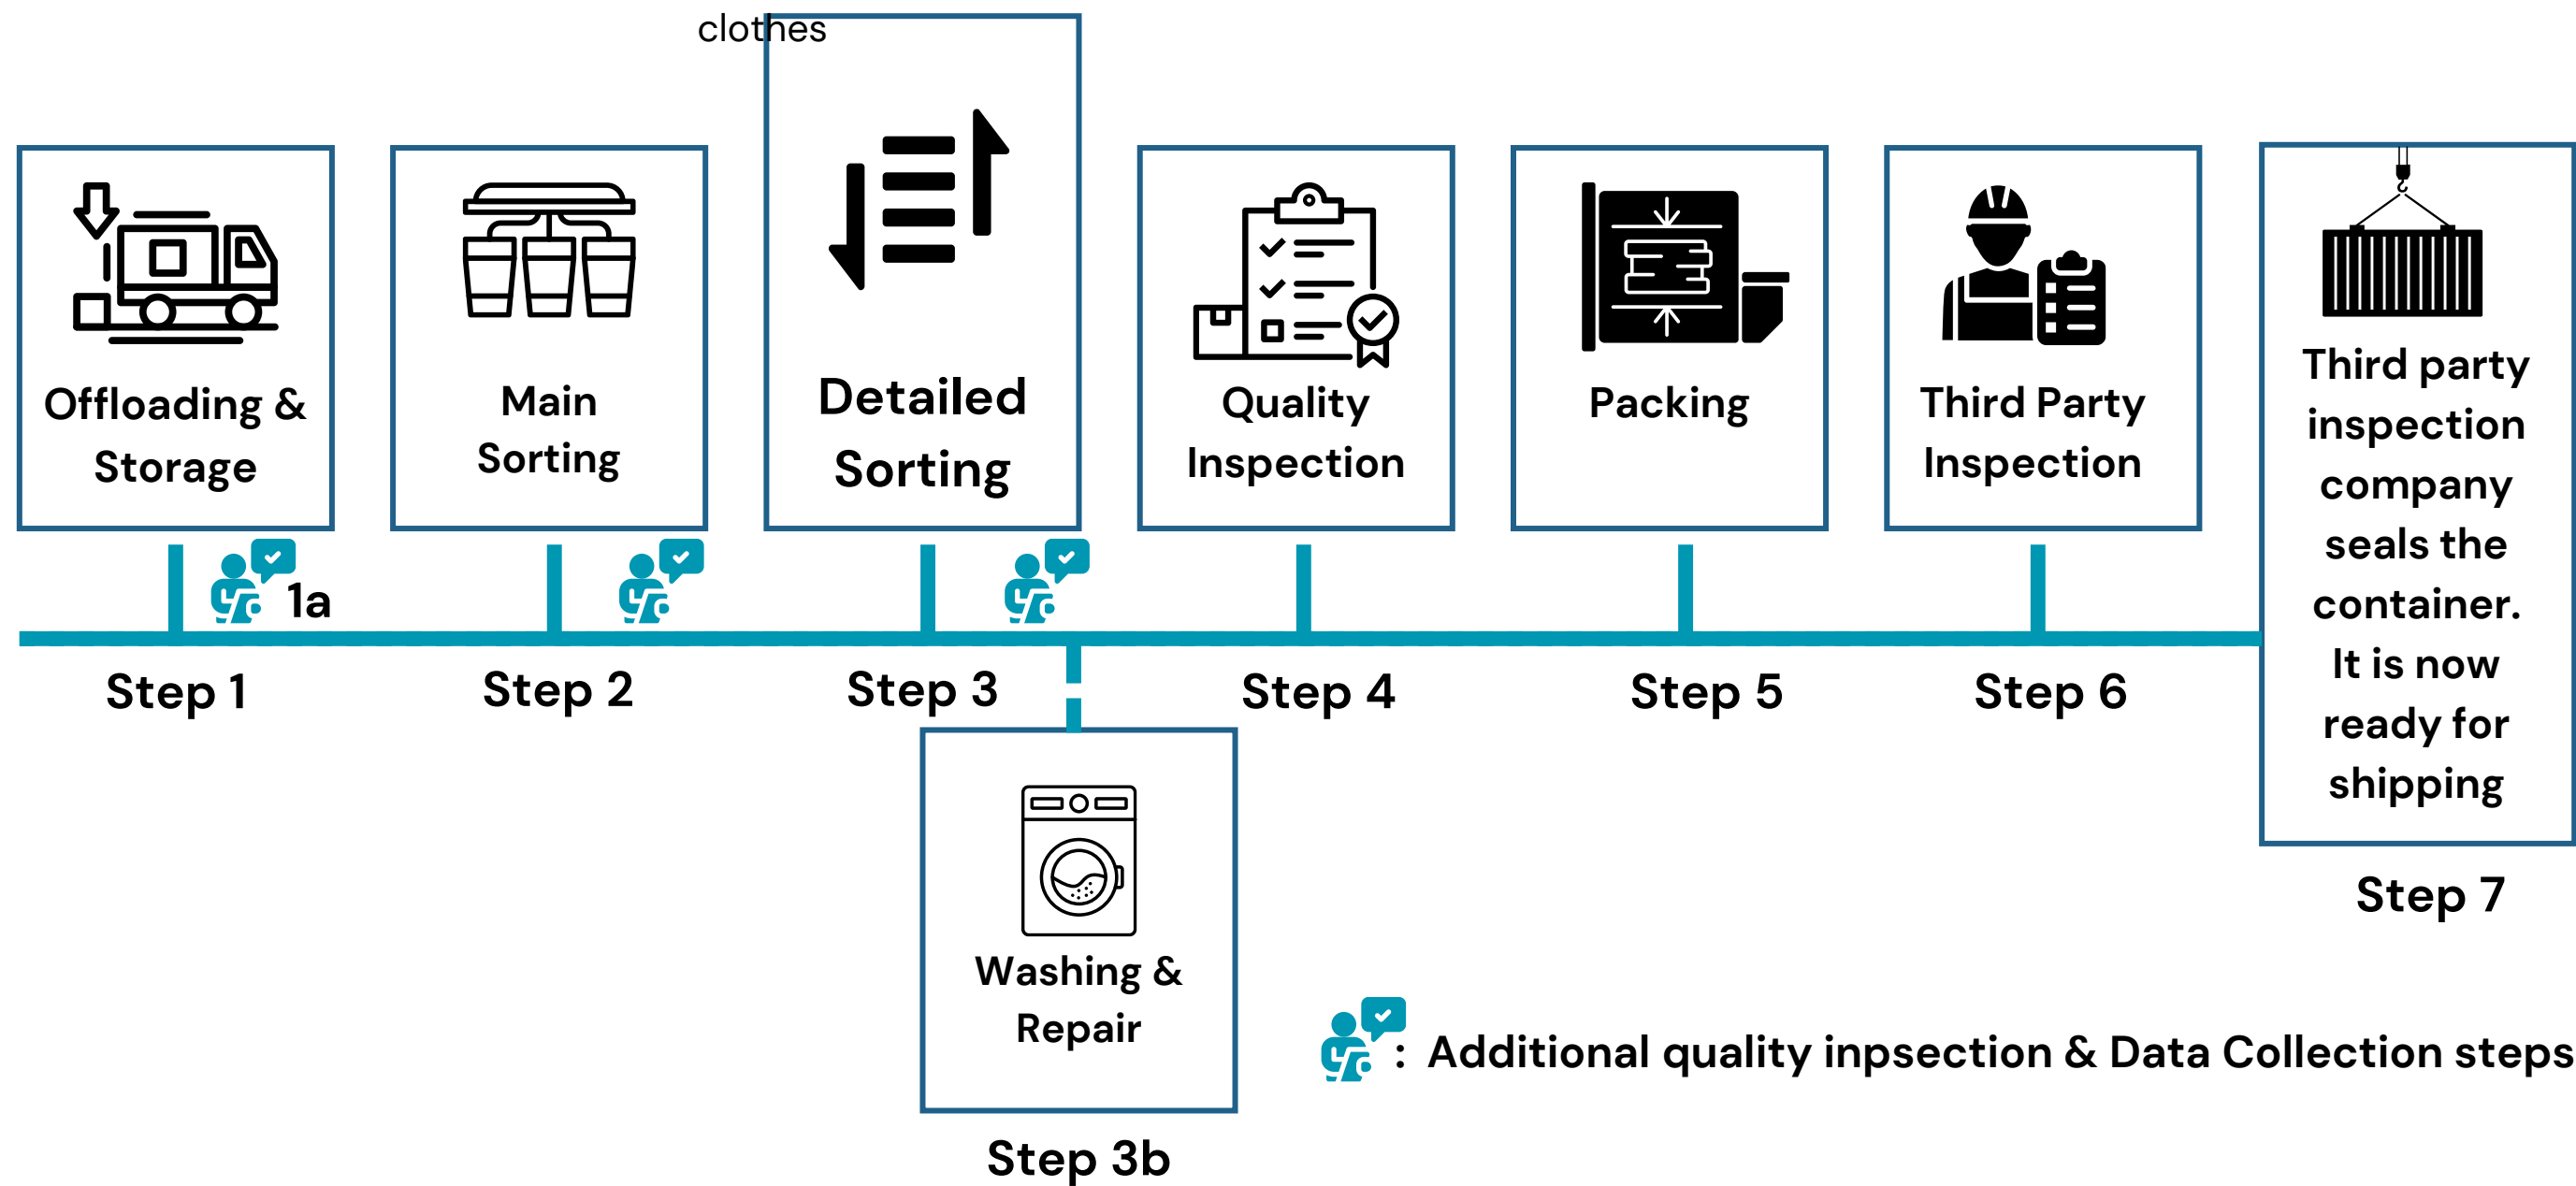 clothes
Offloading &
Storage
Main
Sorting
Detailed
Sorting
Quality
Inspection
Packing
Third Party
Inspection
Third party
inspection
company
seals the
container.
It is now
ready for
shipping
1a
Step 1
Step 2
Step 3
Step 4
Step 5
Step 6
Step 7
Washing &
Repair
Step 3b
: Additional quality inpsection & Data Collection steps